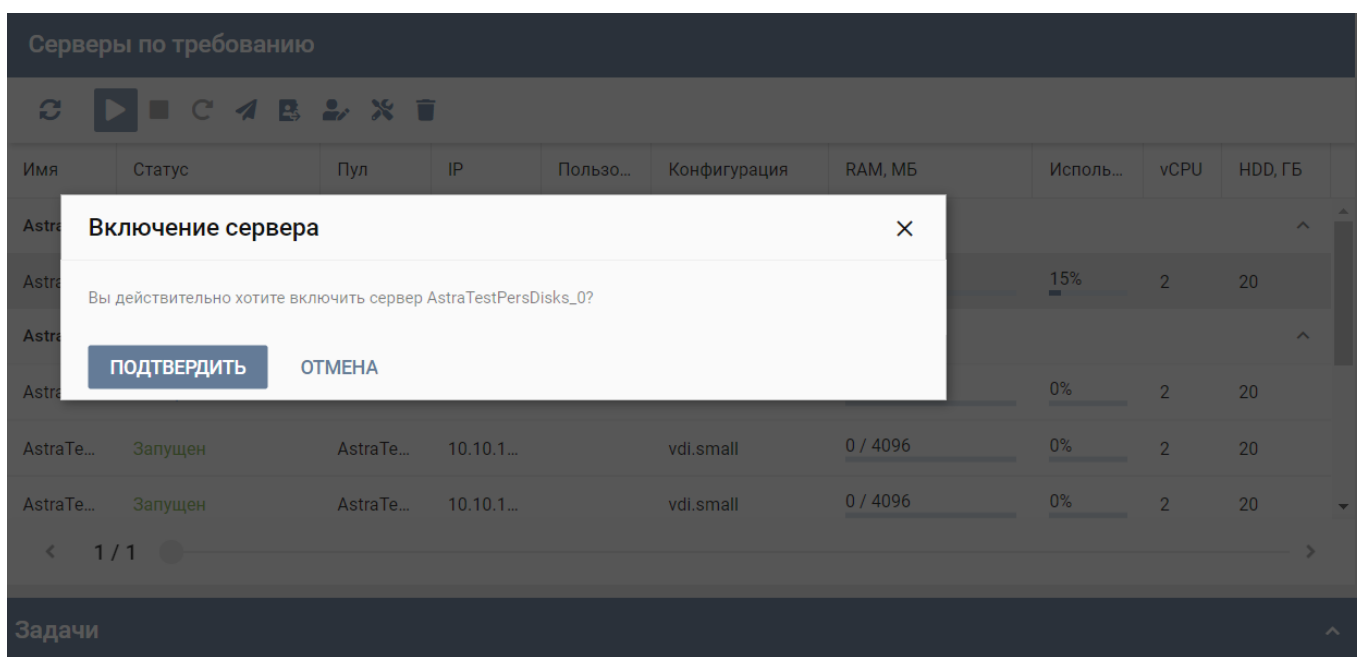 Серверы по требованию
Имя Статус Пул IP Пользо... Конфигурация RAM, МБ Исполь... vCPU HDD, ГБ
Включение сервера
15% 2 20
Вы действительно хотите включить сервер AstraTestPersDisks_0?
ПОДТВЕРДИТЬ ОТМЕНА
0% 2 20
AstraTe... Запущен AstraTe... 10.10.1... vdi.small 0 / 4096 0% 2 20
AstraTe... Запущен AstraTe... 10.10.1... vdi.small 0 / 4096 0% 2 20
1 / 1
Задачи